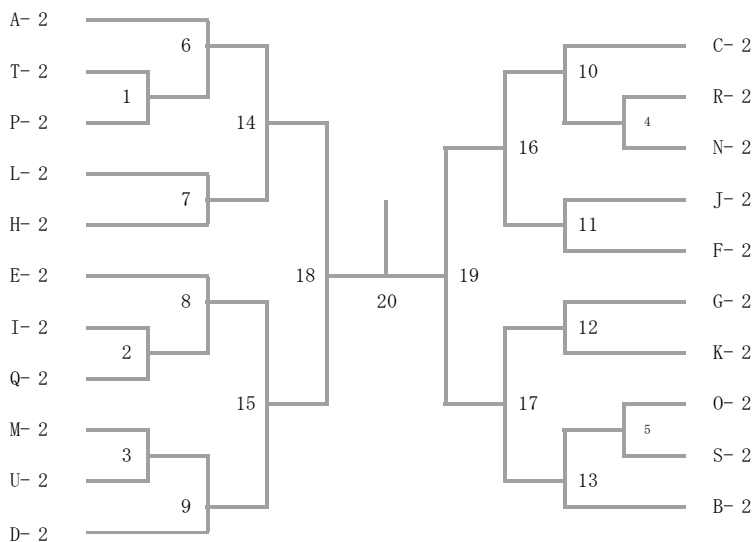 A- 2
T- 2
P- 2
L- 2
H- 2
E- 2
I- 2
Q- 2
M- 2
U- 2
D- 2
6
1
14
7
8
18
2
15
3
9
20
10
4
16
11
19
12
17
5
13
C- 2
R- 2
N- 2
J- 2
F- 2
G- 2
K- 2
O- 2
S- 2
B- 2